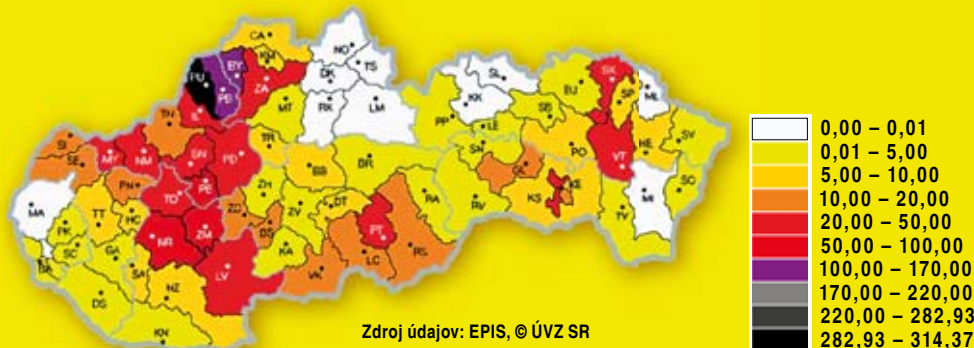 CA
NO
KM
TS
BY
DK
SL
SK
PU
ZA
BJ
SP
PB
RK
LM
KK
ML
IL
MT
SB
TN
PP
LE
SV
SI
TR
SN
PO
HE
SE
MY
NM
BN
PD
BR
GL
VT
SO
PN
PE
BB
KS
KE
MI
MA
TT
HC
TO
ZH
RA
RV
TV
PK
ZC
ZV
DT
BS
SC
GA
NR
ZM
KA
PT
BA
SA
LV
VK
LC
RS
DS
NZ
KN
0,00 – 0,01
0,01 – 5,00
5,00 – 10,00
10,00 – 20,00
20,00 – 50,00
50,00 – 100,00
100,00 – 170,00
170,00 – 220,00
220,00 – 282,93
282,93 – 314,37
Zdroj údajov: EPIS, © ÚVZ SR